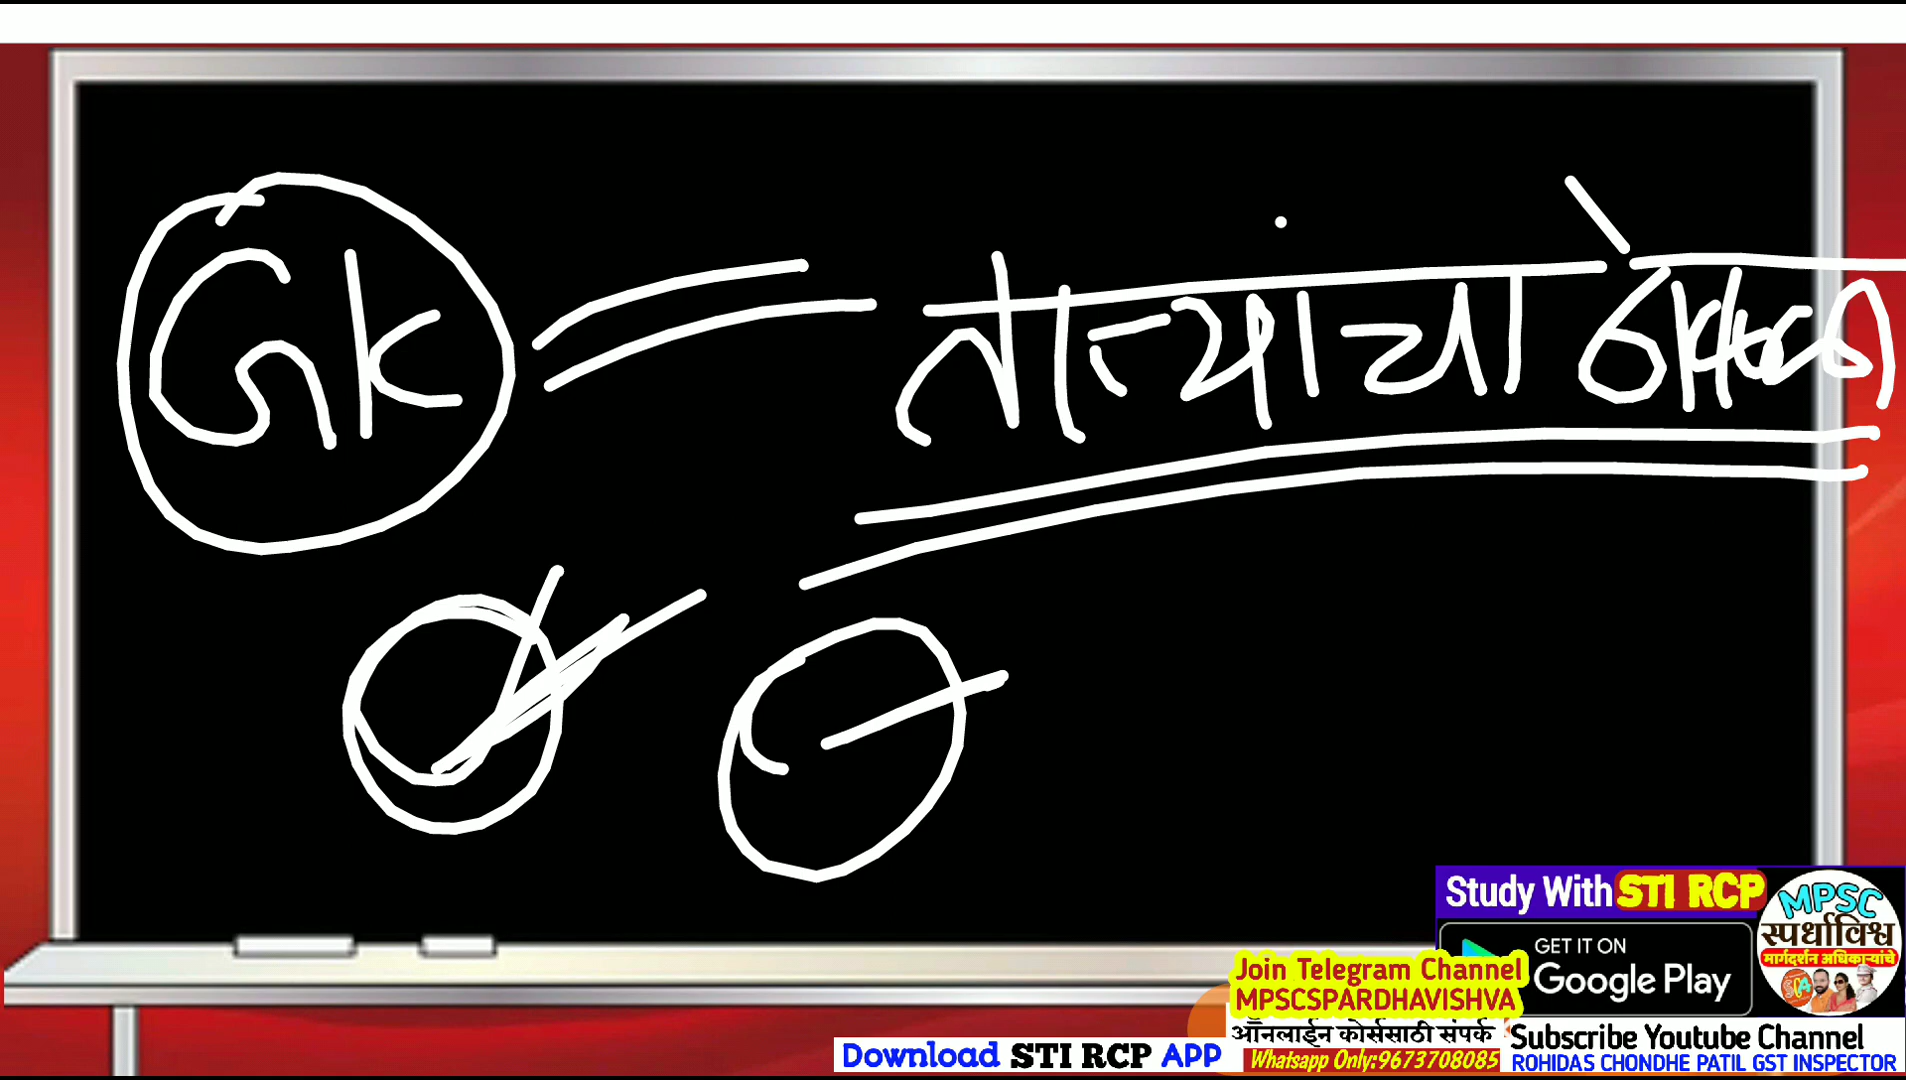 GK = तात्यांचा ठोकळा
Study With STI RCP
MPSC
स्पर्धाविश्व
मार्गदर्शन अधिकाऱ्यांचे
GET IT ON
Google Play
Join Telegram Channel
MPSCSPARDHAVISHVA
ऑनलाईन कोर्ससाठी संपर्क
Whatsapp Only:9673708085
Download STI RCP APP
Subscribe Youtube Channel
ROHIDAS CHONDHE PATIL GST INSPECTOR